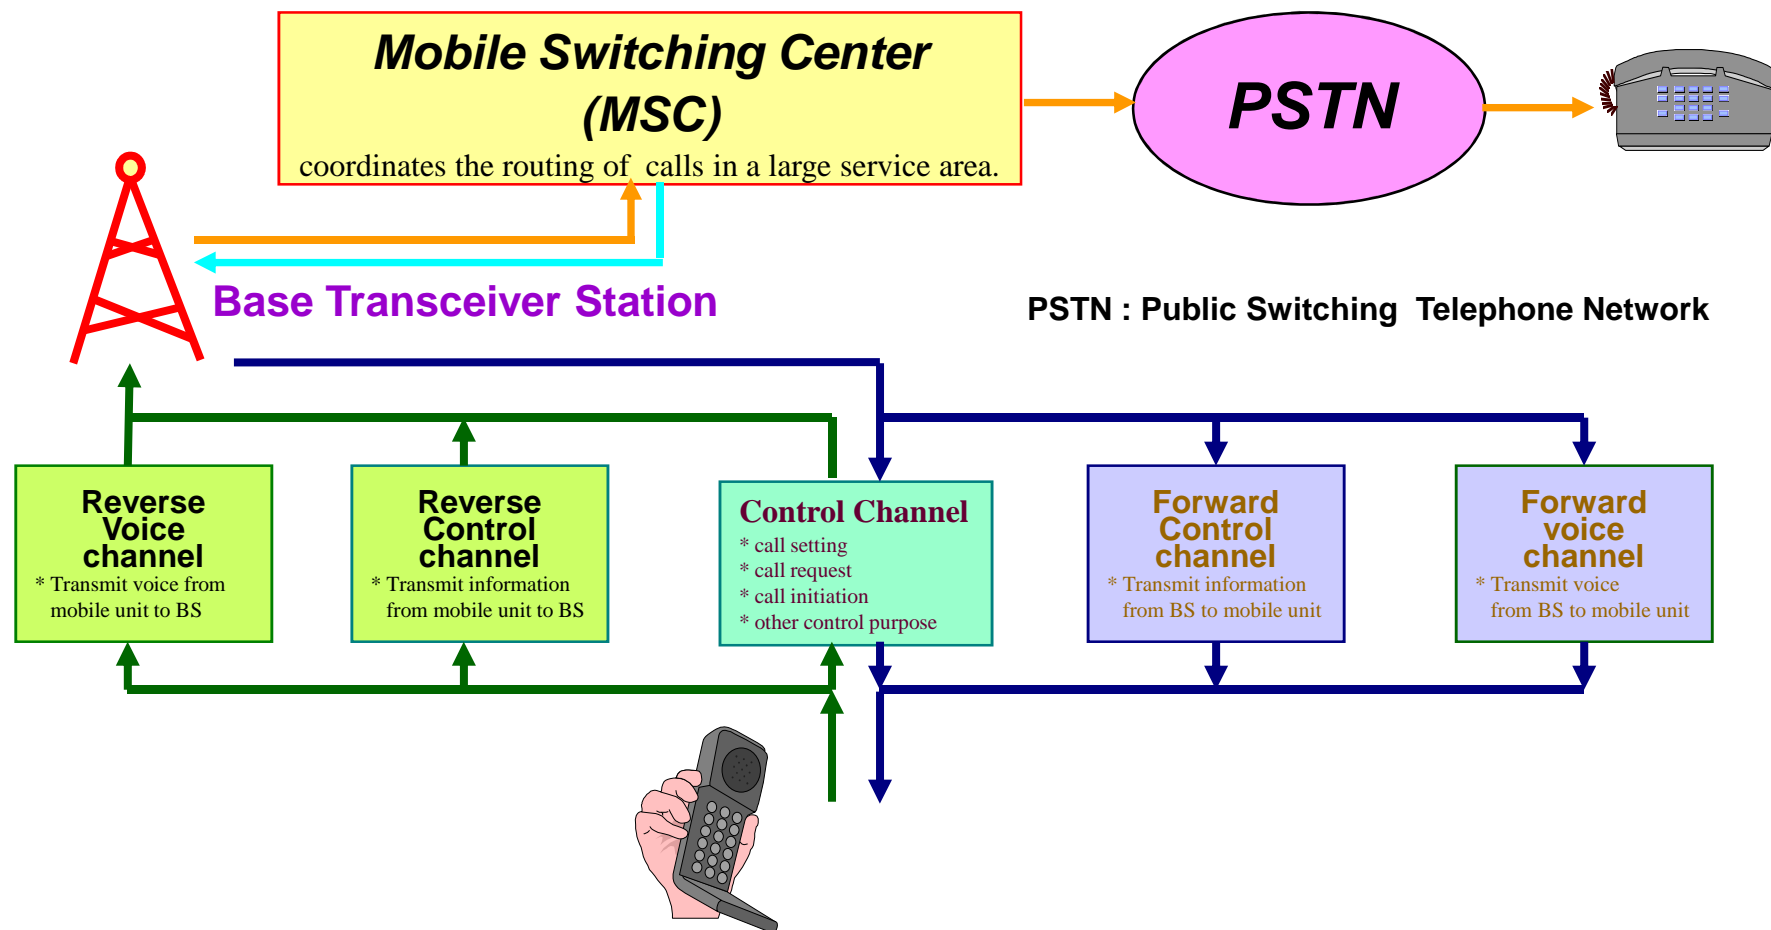 Mobile Switching Center
(MSC)
coordinates the routing of calls in a large service area.
PSTN
Base Transceiver Station
PSTN : Public Switching Telephone Network
Reverse
Voice
channel
* Transmit voice from
mobile unit to BS
Reverse
Control
channel
* Transmit information
from mobile unit to BS
Control Channel
* call setting
* call request
* call initiation
* other control purpose
Forward
Control
channel
* Transmit information
from BS to mobile unit
Forward
voice
channel
* Transmit voice
from BS to mobile unit